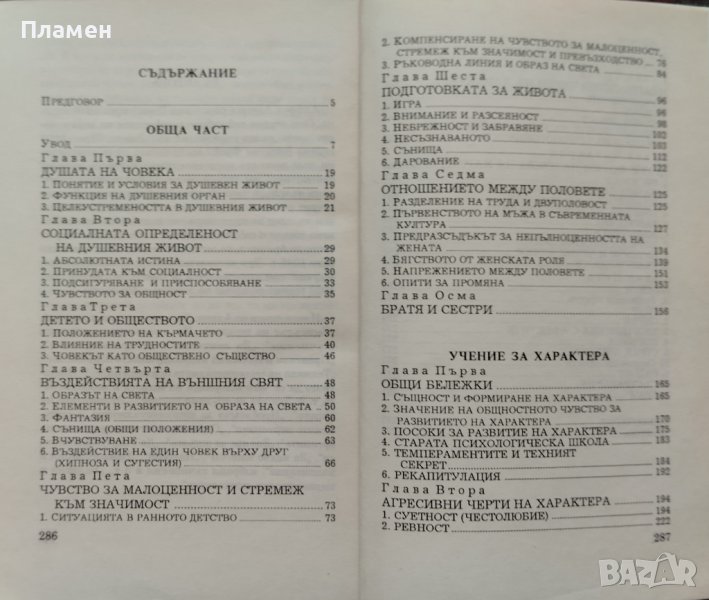 Пламен
СЪДЪРЖАНИЕ
Предговор 5
ОБЩА ЧАСТ
Увод 7
Глава Първа
ДУШАТА НА ЧОВЕКА 19
1. Понятие и условия за душевен живот 19
2. Функция на душевния орган 20
3. Целеустремеността в душевния живот 21
Глава Втора
СОЦИАЛНАТА ОПРЕДЕЛЕНОСТ
НА ДУШЕВНИЯ ЖИВОТ 29
1. Абсолютната истина 29
2. Принудата към социалност 30
3. Подсигуряване и приспособяване 33
4. Чувството за общност 35
Глава Трета
ДЕТЕТО И ОБЩЕСТВОТО 37
1. Положението на кърмачето 37
2. Влияние на трудностите 40
3. Човекът като обществено същество 46
Глава Четвърта
ВЪЗДЕЙСТВИЯТА НА ВЪНШНИЯ СВЯТ 48
1. Образът на света 48
2. Елементи в развитието на образа на света 50
3. Фантазия 60
4. Сънища (общи положения) 62
5. Вчувствуване 63
6. Въздействие на един човек върху друг
(хипноза и сугестия) 66
Глава Пета
ЧУВСТВО ЗА МАЛОЦЕННОСТ И СТРЕМЕЖ
КЪМ ЗНАЧИМОСТ 73
1. Ситуацията в ранното детство 73
286
2. Компенсиране на чувството за малоценност,
стремеж към значимост и превъзходство 76
3. Ръководна линия и образ на света 84
Глава Шеста
ПОДГОТОВКАТА ЗА ЖИВОТА 96
1. Игра 96
2. Внимание и разсеяност 98
3. Небрежност и забравяне 102
4. Несъзнаваното 103
5. Сънища 112
6. Дарование 122
Глава Седма
ОТНОШЕНИЕТО МЕЖДУ ПОЛОВЕТЕ 125
1. Разделение на труда и двуполовост 125
2. Първенството на мъжа в съвременната
култура 127
3. Предразсъдъкът за непълноценността на
жената 134
4. Бягството от женската роля 139
5. Напрежението между половете 151
6. Опити за промяна 153
Глава Осма
БРАТЯ И СЕСТРИ 156
УЧЕНИЕ ЗА ХАРАКТЕРА
Глава Първа
ОБЩИ БЕЛЕЖКИ 165
1. Същност и формиране на характера 165
2. Значение на общностното чувство за
развитието на характера 170
3. Посоки за развитие на характера 175
4. Старата психологическа школа 183
5. Темпераментите и техният
секрет 184
6. Рекапитулация 192
Глава Втора
АГРЕСИВНИ ЧЕРТИ НА ХАРАКТЕРА 194
1. Суетност (честолюбие) 194
2. Ревност 222
287
BAZAR